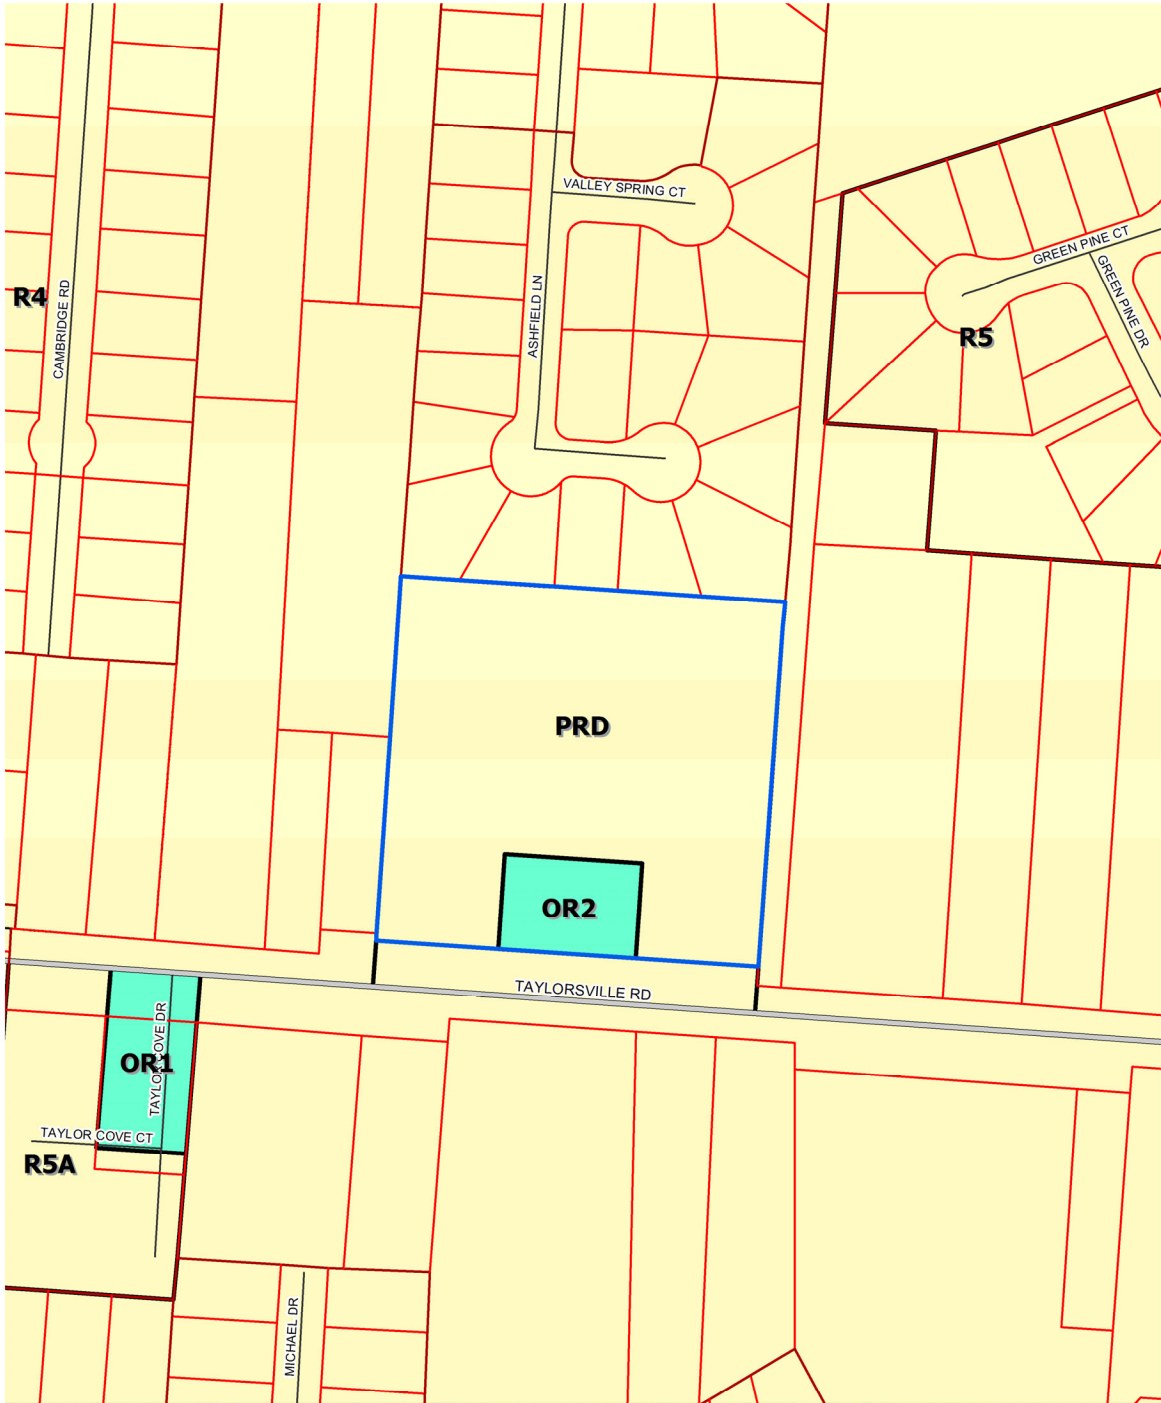 VALLEY SPRING CT
GREEN PINE CT
GREEN PINE DR
R4
CAMBRIDGE RD
ASHFIELD LN
R5
PRD
OR2
TAYLORSVILLE RD
TAYLOR COVE DR
OR1
TAYLOR COVE CT
R5A
MICHAEL DR